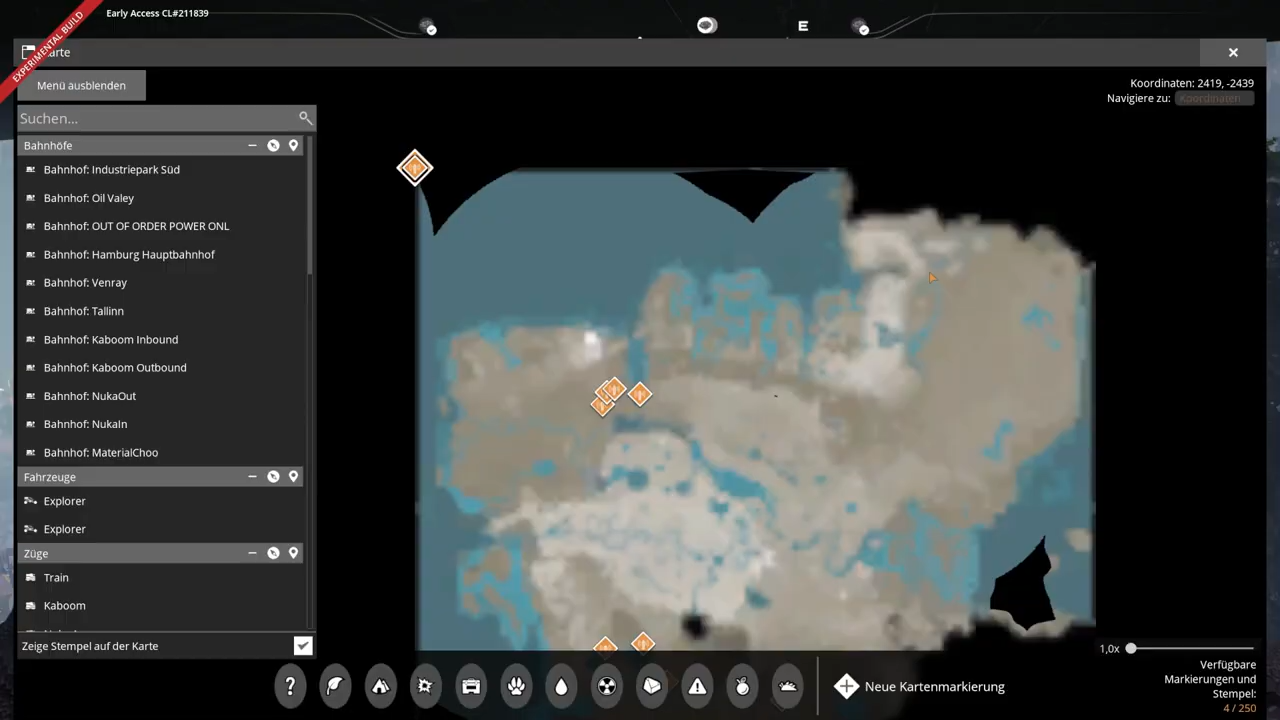 Early Access CL#211839
EXPERIMENTAL BUILD
E
Karte
Menü ausblenden
Koordinaten: 2419, -2439
Navigiere zu: Koordinaten
Suchen...
Bahnhöfe
Bahnhof: Industriepark Süd
Bahnhof: Oil Valey
Bahnhof: OUT OF ORDER POWER ONL
Bahnhof: Hamburg Hauptbahnhof
Bahnhof: Venray
Bahnhof: Tallinn
Bahnhof: Kaboom Inbound
Bahnhof: Kaboom Outbound
Bahnhof: NukaOut
Bahnhof: NukaIn
Bahnhof: MaterialChoo
Fahrzeuge
Explorer
Explorer
Züge
Train
Kaboom
Zeige Stempel auf der Karte
1,0x
Neue Kartenmarkierung
Verfügbare
Markierungen und
Stempel:
4 / 250